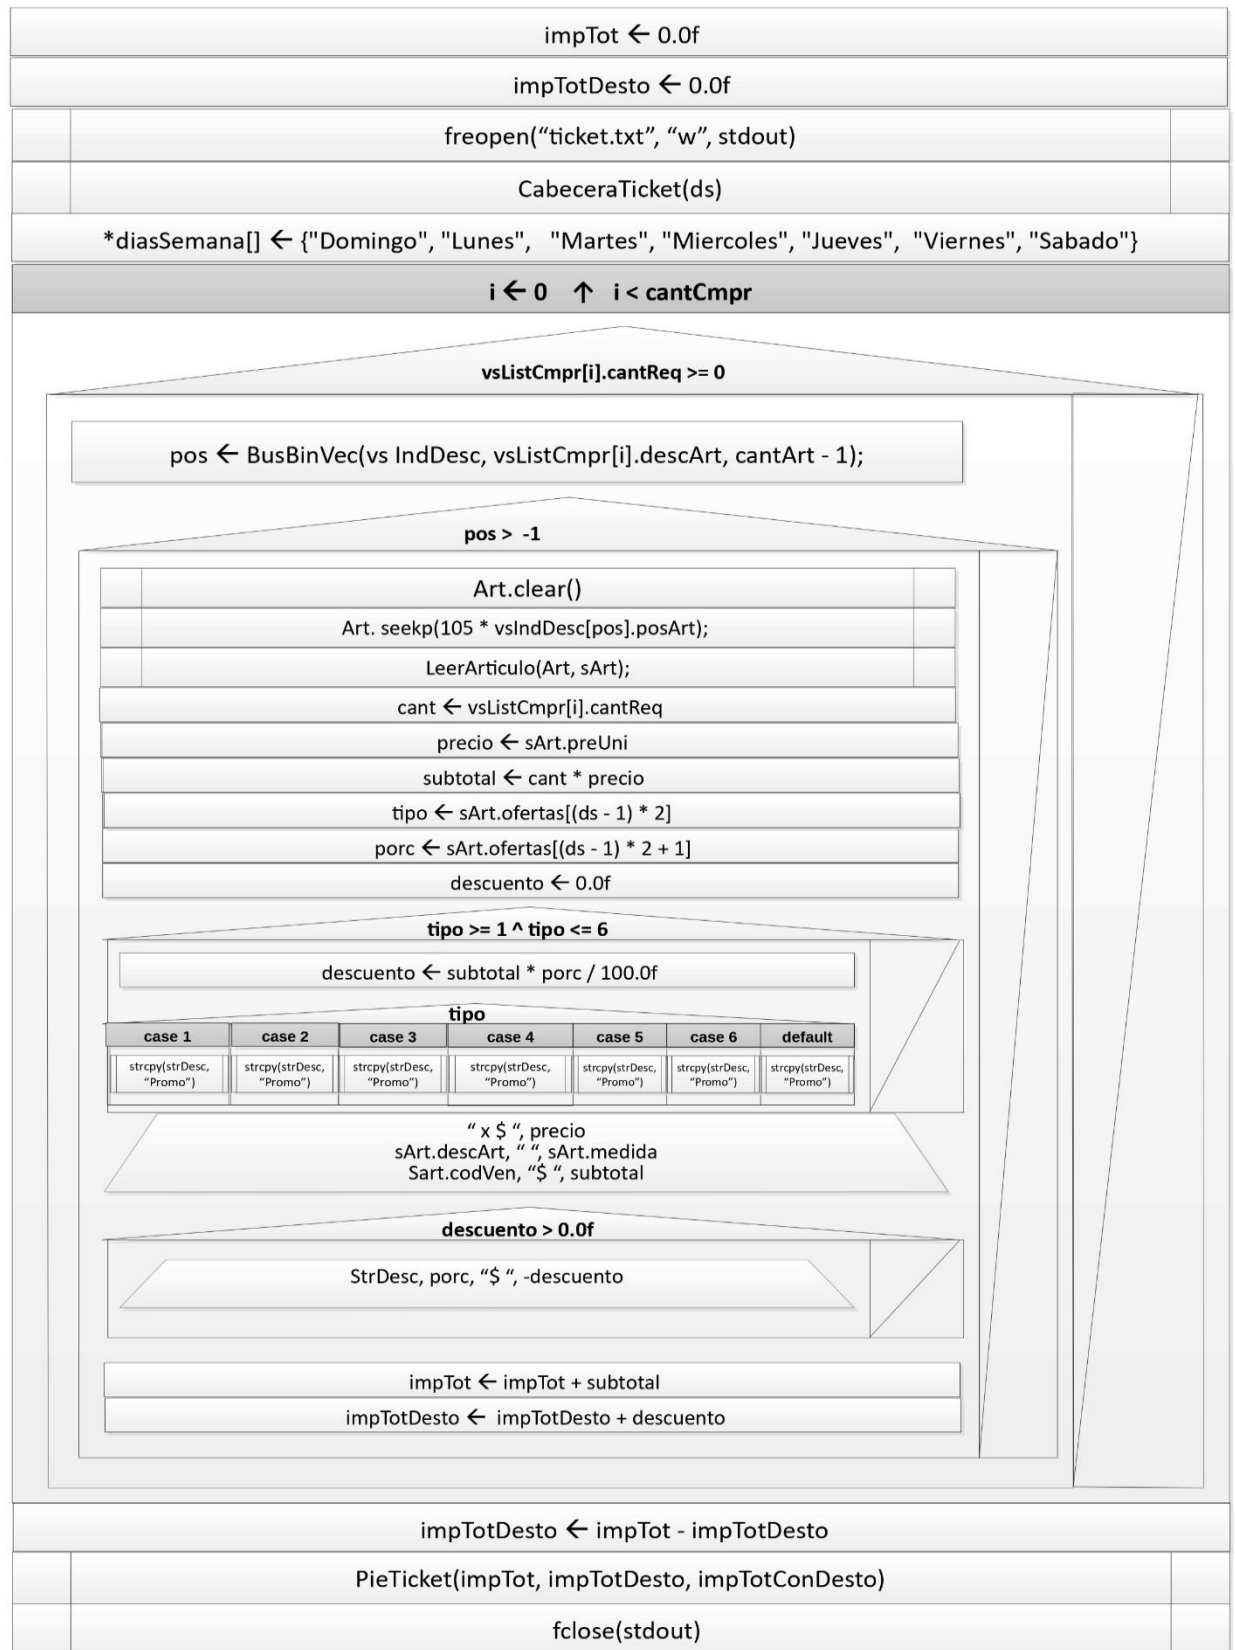 impTot ← 0.0f
impTotDesto ← 0.0f
freopen(“ticket.txt”, “w”, stdout)
CabeceraTicket(ds)
*diasSemana[] ← {"Domingo", "Lunes", "Martes", "Miercoles", "Jueves", "Viernes", "Sabado"}
i ← 0 ↑ i < cantCmpr
vsListCmpr[i].cantReq >= 0
pos ← BusBinVec(vs IndDesc, vsListCmpr[i].descArt, cantArt - 1);
pos > -1
Art.clear()
Art. seekp(105 * vsIndDesc[pos].posArt);
LeerArticulo(Art, sArt);
cant ← vsListCmpr[i].cantReq
precio ← sArt.preUni
subtotal ← cant * precio
tipo ← sArt.ofertas[(ds - 1) * 2]
porc ← sArt.ofertas[(ds - 1) * 2 + 1]
descuento ← 0.0f
tipo >= 1 ^ tipo <= 6
descuento ← subtotal * porc / 100.0f
tipo
case 1 case 2 case 3 case 4 case 5 case 6 default
strcpy(strDesc, strcpy(strDesc, strcpy(strDesc, strcpy(strDesc, strcpy(strDesc, strcpy(strDesc, strcpy(strDesc,
“Promo”) “Promo”) “Promo”) “Promo”) “Promo”) “Promo”) “Promo”)
“ x $ “, precio
sArt.descArt, “ “, sArt.medida
Sart.codVen, “$ “, subtotal
descuento > 0.0f
StrDesc, porc, “$ “, -descuento
impTot ← impTot + subtotal
impTotDesto ← impTotDesto + descuento
impTotDesto ← impTot - impTotDesto
PieTicket(impTot, impTotDesto, impTotConDesto)
fclose(stdout)